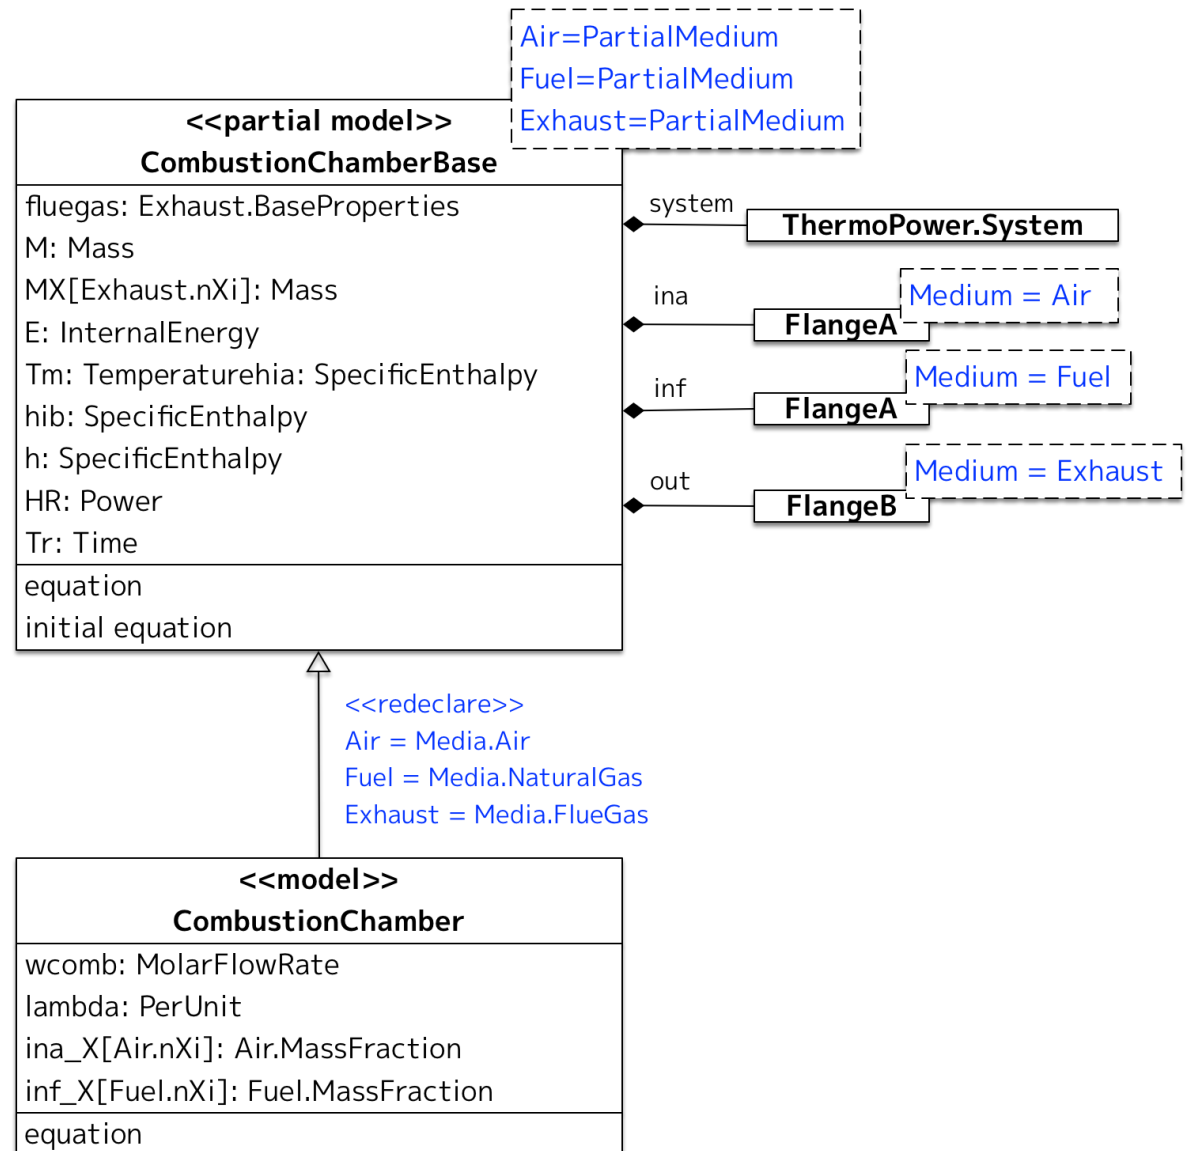 Air=PartialMedium
Fuel=PartialMedium
Exhaust=PartialMedium
<<partial model>>
CombustionChamberBase
fluegas: Exhaust.BaseProperties
M: Mass
MX[Exhaust.nXi]: Mass
E: InternalEnergy
Tm: Temperaturehia: SpecificEnthalpy
hib: SpecificEnthalpy
h: SpecificEnthalpy
HR: Power
Tr: Time
equation
initial equation
system
ThermoPower.System
ina
Medium = Air
FlangeA
inf
Medium = Fuel
FlangeA
out
Medium = Exhaust
FlangeB
<<redeclare>>
Air = Media.Air
Fuel = Media.NaturalGas
Exhaust = Media.FlueGas
<<model>>
CombustionChamber
wcomb: MolarFlowRate
lambda: PerUnit
ina_X[Air.nXi]: Air.MassFraction
inf_X[Fuel.nXi]: Fuel.MassFraction
equation